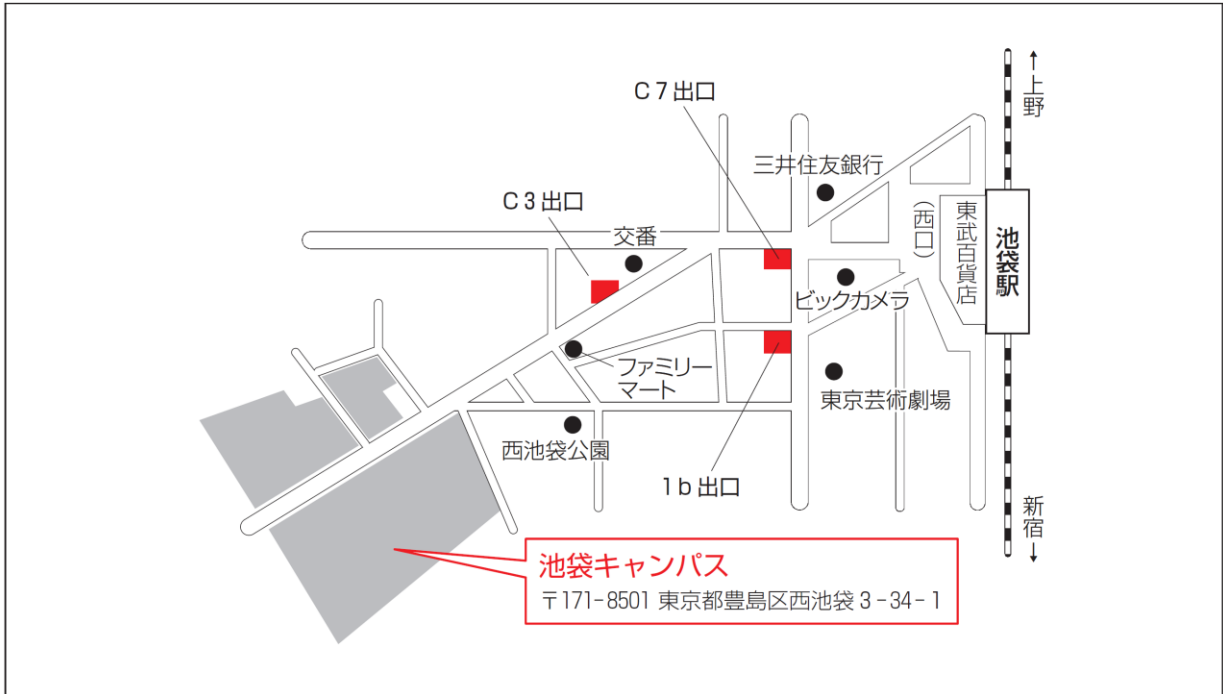 ↑上野
C7出口
三井住友銀行
C3出口
交番
(西口)
東武百貨店
池袋駅
ビックカメラ
ファミリー
マート
東京芸術劇場
西池袋公園
1b出口
新宿↓
池袋キャンパス
〒171-8501 東京都豊島区西池袋3-34-1